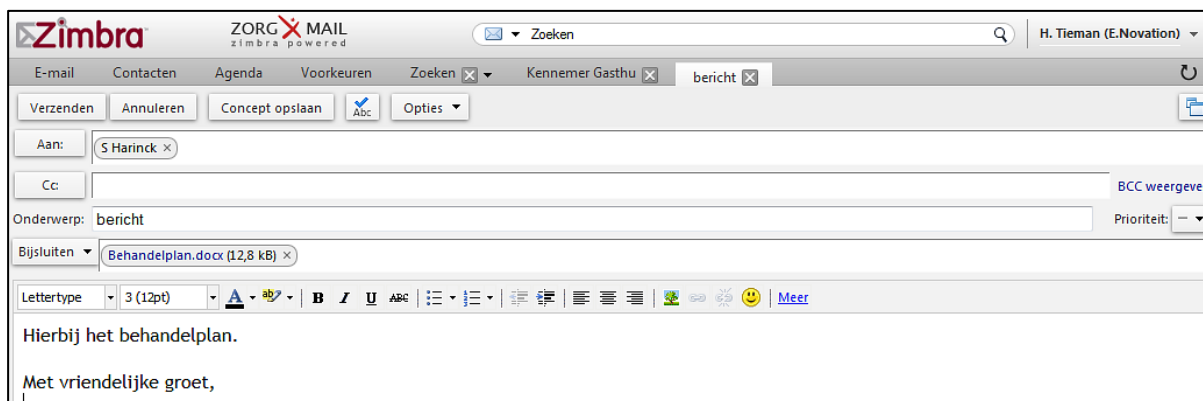 Zimbra ZORG MAIL Zoeken H. Tieman (E.Novation)
zimbra powered
E-mail Contacten Agenda Voorkeuren Zoeken Kennemer Gasthu bericht
Verzenden Annuleren Concept opslaan Abc Opties
Aan: S Harinck ×
Cc: BCC weergeve
Onderwerp: bericht Prioriteit: —
Bijsluiten Behandelplan.docx (12,8 kB) ×
Lettertype 3 (12pt) A ab B I U ABC Meer
Hierbij het behandelplan.
Met vriendelijke groet,